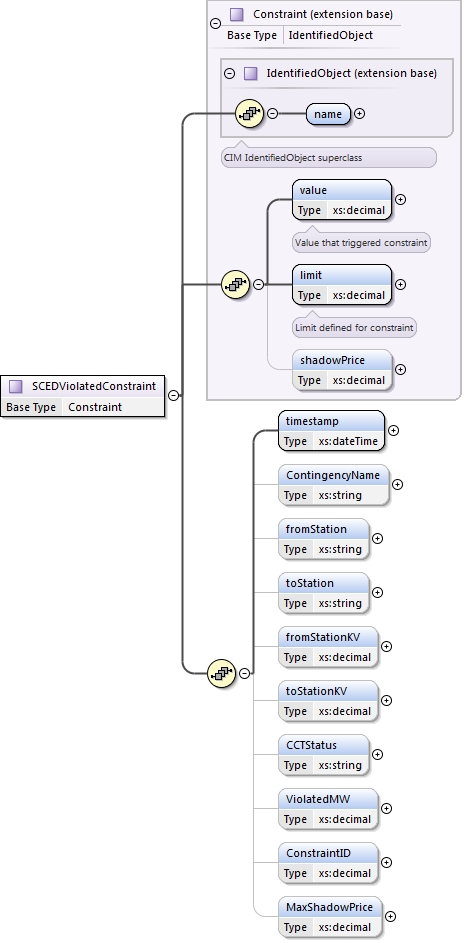 Constraint (extension base)
Base Type IdentifiedObject
IdentifiedObject (extension base)
name
CIM IdentifiedObject superclass
value
Type xs:decimal
Value that triggered constraint
limit
Type xs:decimal
Limit defined for constraint
shadowPrice
Type xs:decimal
SCEDViolatedConstraint
Base Type Constraint
timestamp
Type xs:dateTime
ContingencyName
Type xs:string
fromStation
Type xs:string
toStation
Type xs:string
fromStationKV
Type xs:decimal
toStationKV
Type xs:decimal
CCTStatus
Type xs:string
ViolatedMW
Type xs:decimal
ConstraintID
Type xs:decimal
MaxShadowPrice
Type xs:decimal